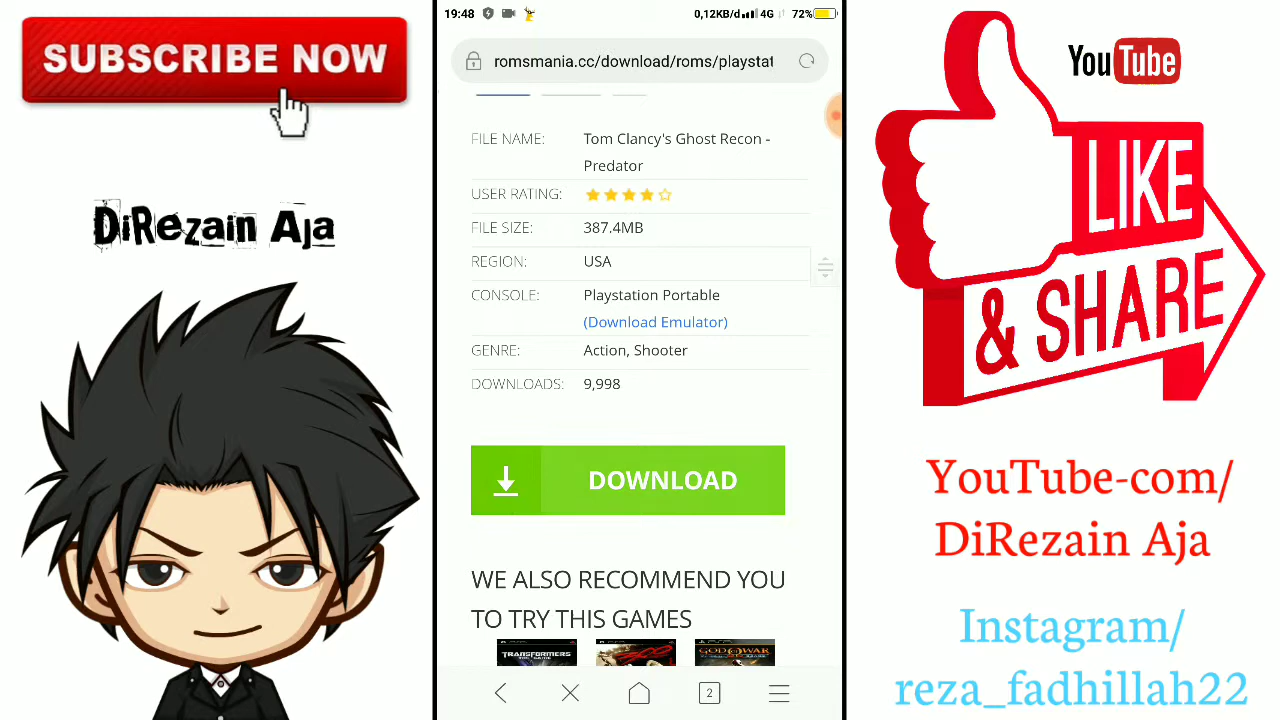 SUBSCRIBE NOW
DiRezain Aja
19:48
0,12KB/d
4G
72%
romsmania.cc/download/roms/playstat
FILE NAME: Tom Clancy's Ghost Recon -
Predator
USER RATING:
FILE SIZE: 387.4MB
REGION: USA
CONSOLE: Playstation Portable
(Download Emulator)
GENRE: Action, Shooter
DOWNLOADS: 9,998
DOWNLOAD
WE ALSO RECOMMEND YOU
TO TRY THIS GAMES
TRANSFORMERS
GOD OF WAR
2
YouTube
LIKE
& SHARE
YouTube-com/
DiRezain Aja
Instagram/
reza_fadhillah22